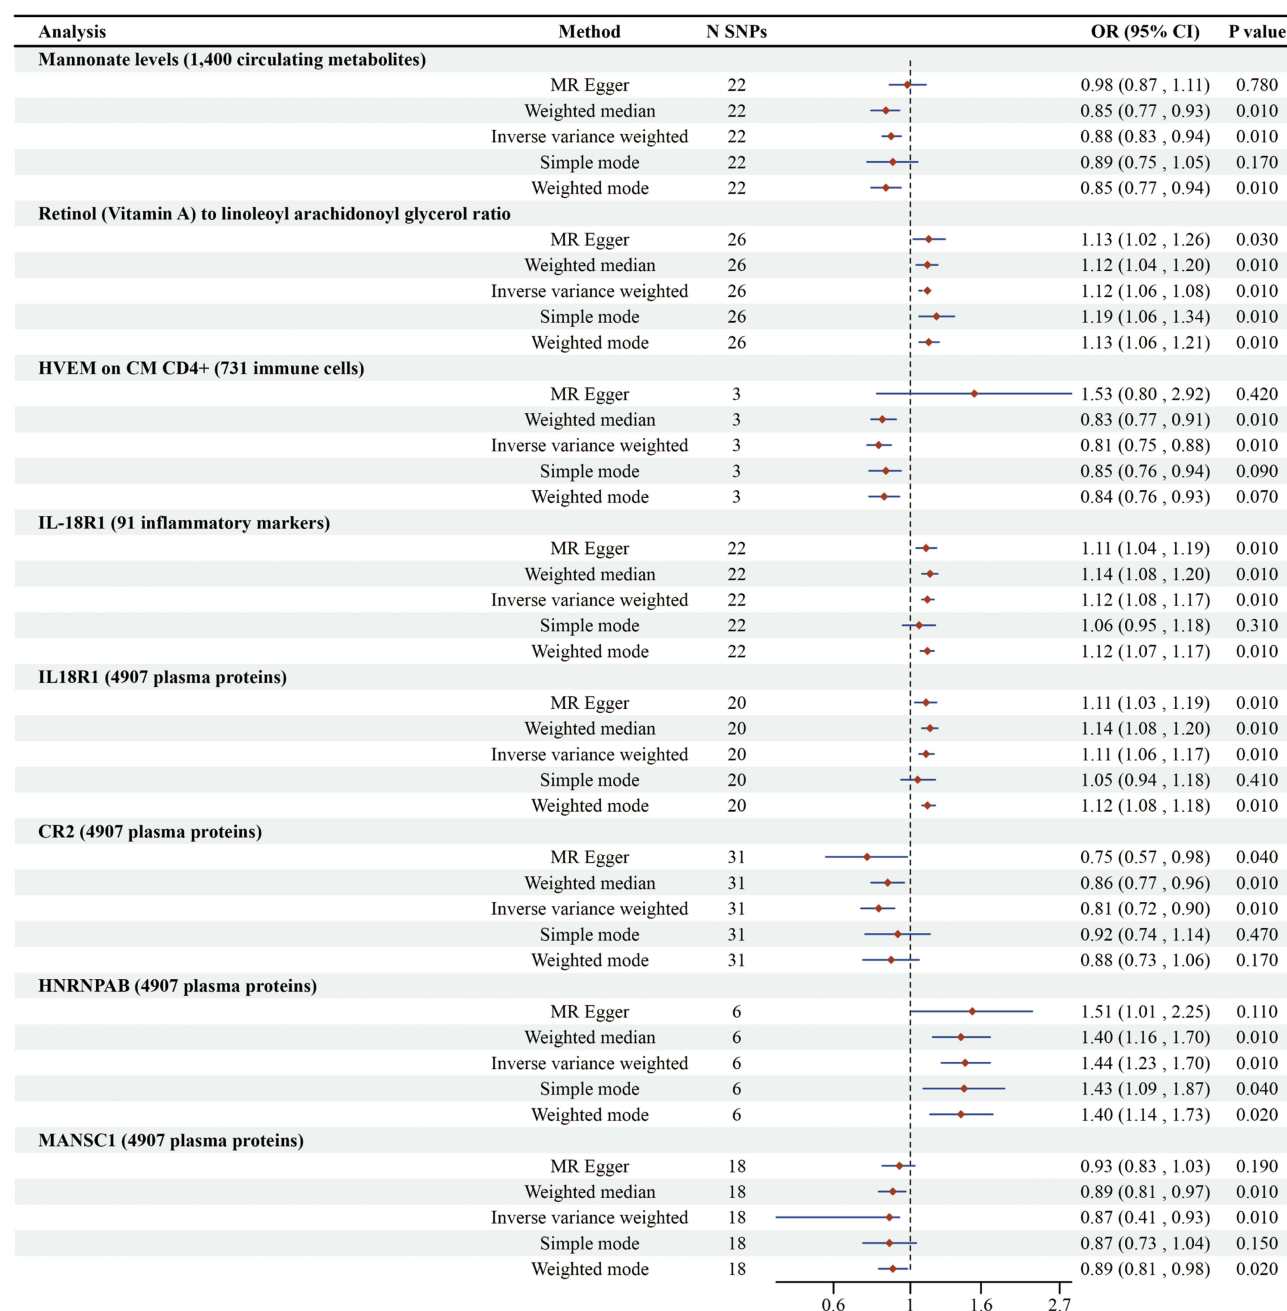 Analysis Method N SNPs OR (95% CI) P value
Mannonate levels (1,400 circulating metabolites)
MR Egger 22 0.98 (0.87 , 1.11) 0.780
Weighted median 22 0.85 (0.77 , 0.93) 0.010
Inverse variance weighted 22 0.88 (0.83 , 0.94) 0.010
Simple mode 22 0.89 (0.75 , 1.05) 0.170
Weighted mode 22 0.85 (0.77 , 0.94) 0.010
Retinol (Vitamin A) to linoleoyl arachidonoyl glycerol ratio
MR Egger 26 1.13 (1.02 , 1.26) 0.030
Weighted median 26 1.12 (1.04 , 1.20) 0.010
Inverse variance weighted 26 1.12 (1.06 , 1.08) 0.010
Simple mode 26 1.19 (1.06 , 1.34) 0.010
Weighted mode 26 1.13 (1.06 , 1.21) 0.010
HVEM on CM CD4+ (731 immune cells)
MR Egger 3 1.53 (0.80 , 2.92) 0.420
Weighted median 3 0.83 (0.77 , 0.91) 0.010
Inverse variance weighted 3 0.81 (0.75 , 0.88) 0.010
Simple mode 3 0.85 (0.76 , 0.94) 0.090
Weighted mode 3 0.84 (0.76 , 0.93) 0.070
IL-18R1 (91 inflammatory markers)
MR Egger 22 1.11 (1.04 , 1.19) 0.010
Weighted median 22 1.14 (1.08 , 1.20) 0.010
Inverse variance weighted 22 1.12 (1.08 , 1.17) 0.010
Simple mode 22 1.06 (0.95 , 1.18) 0.310
Weighted mode 22 1.12 (1.07 , 1.17) 0.010
IL18R1 (4907 plasma proteins)
MR Egger 20 1.11 (1.03 , 1.19) 0.010
Weighted median 20 1.14 (1.08 , 1.20) 0.010
Inverse variance weighted 20 1.11 (1.06 , 1.17) 0.010
Simple mode 20 1.05 (0.94 , 1.18) 0.410
Weighted mode 20 1.12 (1.08 , 1.18) 0.010
CR2 (4907 plasma proteins)
MR Egger 31 0.75 (0.57 , 0.98) 0.040
Weighted median 31 0.86 (0.77 , 0.96) 0.010
Inverse variance weighted 31 0.81 (0.72 , 0.90) 0.010
Simple mode 31 0.92 (0.74 , 1.14) 0.470
Weighted mode 31 0.88 (0.73 , 1.06) 0.170
HNRNPAB (4907 plasma proteins)
MR Egger 6 1.51 (1.01 , 2.25) 0.110
Weighted median 6 1.40 (1.16 , 1.70) 0.010
Inverse variance weighted 6 1.44 (1.23 , 1.70) 0.010
Simple mode 6 1.43 (1.09 , 1.87) 0.040
Weighted mode 6 1.40 (1.14 , 1.73) 0.020
MANSC1 (4907 plasma proteins)
MR Egger 18 0.93 (0.83 , 1.03) 0.190
Weighted median 18 0.89 (0.81 , 0.97) 0.010
Inverse variance weighted 18 0.87 (0.41 , 0.93) 0.010
Simple mode 18 0.87 (0.73 , 1.04) 0.150
Weighted mode 18 0.89 (0.81 , 0.98) 0.020
0.6 1 1.6 2.7